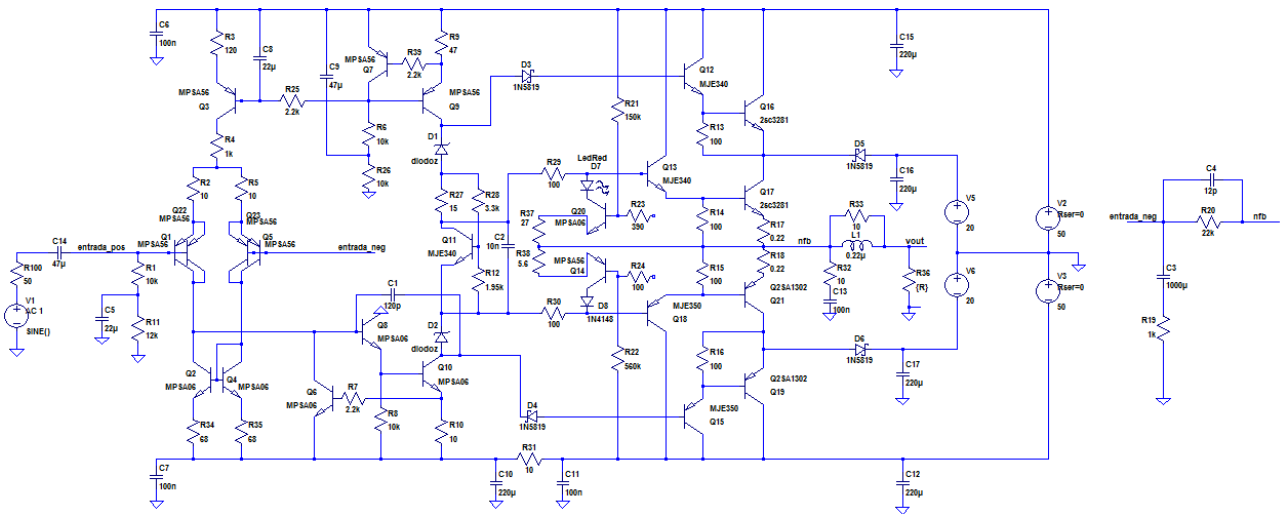 C6
100n
R3
120
C8
22µ
MPSA56
Q3
R25
2.2k
R4
1k
R2
10
R5
10
Q22
MPSA56
Q23
MPSA56
Q1
MPSA56
Q5
MPSA56
entrada_pos
entrada_neg
C14
47µ
R100
50
V1
AC 1
SINE()
R1
10k
C5
22µ
R11
12k
Q2
MPSA06
Q4
MPSA06
R34
68
R35
68
C7
100n
C9
47µ
MPSA56
Q7
R39
2.2k
R9
47
MPSA56
Q9
R6
10k
R26
10k
D1
diodoz
R27
15
R28
3.3k
Q11
MJE340
C2
10n
R12
1.95k
C1
120p
Q8
MPSA06
D2
diodoz
Q10
MPSA06
Q6
MPSA06
R7
2.2k
R8
10k
R10
10
R31
10
C10
220µ
C11
100n
D3
1N5819
D4
1N5819
R29
100
R30
100
LedRed
D7
R21
150k
Q20
MPSA06
R23
390
R37
27
R38
5.6
MPSA56
Q14
R24
100
D8
1N4148
R22
560k
Q12
MJE340
Q13
MJE340
R13
100
R14
100
R15
100
R16
100
MJE350
Q18
MJE350
Q15
Q16
2sc3281
Q17
2sc3281
R17
0.22
R18
0.22
Q2SA1302
Q21
Q2SA1302
Q19
nfb
R33
10
L1
0.22µ
vout
R32
10
C13
100n
R36
{R}
D5
1N5819
D6
1N5819
C15
220µ
C16
220µ
C17
220µ
C12
220µ
V5
20
V6
20
V2
Rser=0
50
V3
Rser=0
50
C4
12p
entrada_neg
R20
22k
nfb
C3
1000µ
R19
1k